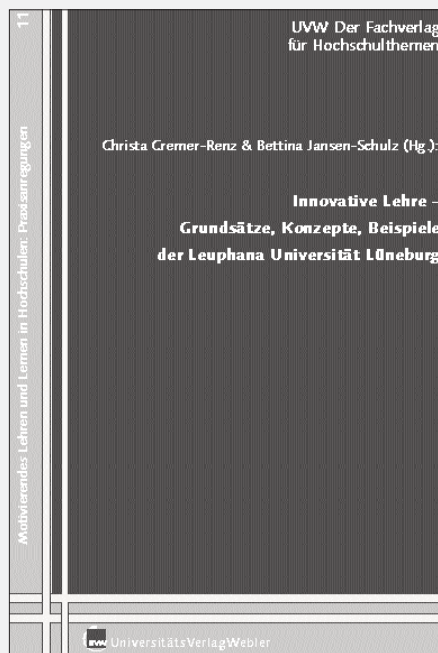 UVW Der Fachverlag
für Hochschulthemen
Christa Cremer-Renz & Bettina Jansen-Schulz (Hg.):
Innovative Lehre –
Grundsätze, Konzepte, Beispiele
der Leuphana Universität Lüneburg
Motivierendes Lehren und Lernen in Hochschulen: Praxisanregungen
11
UVW
UniversitätsVerlagWebler